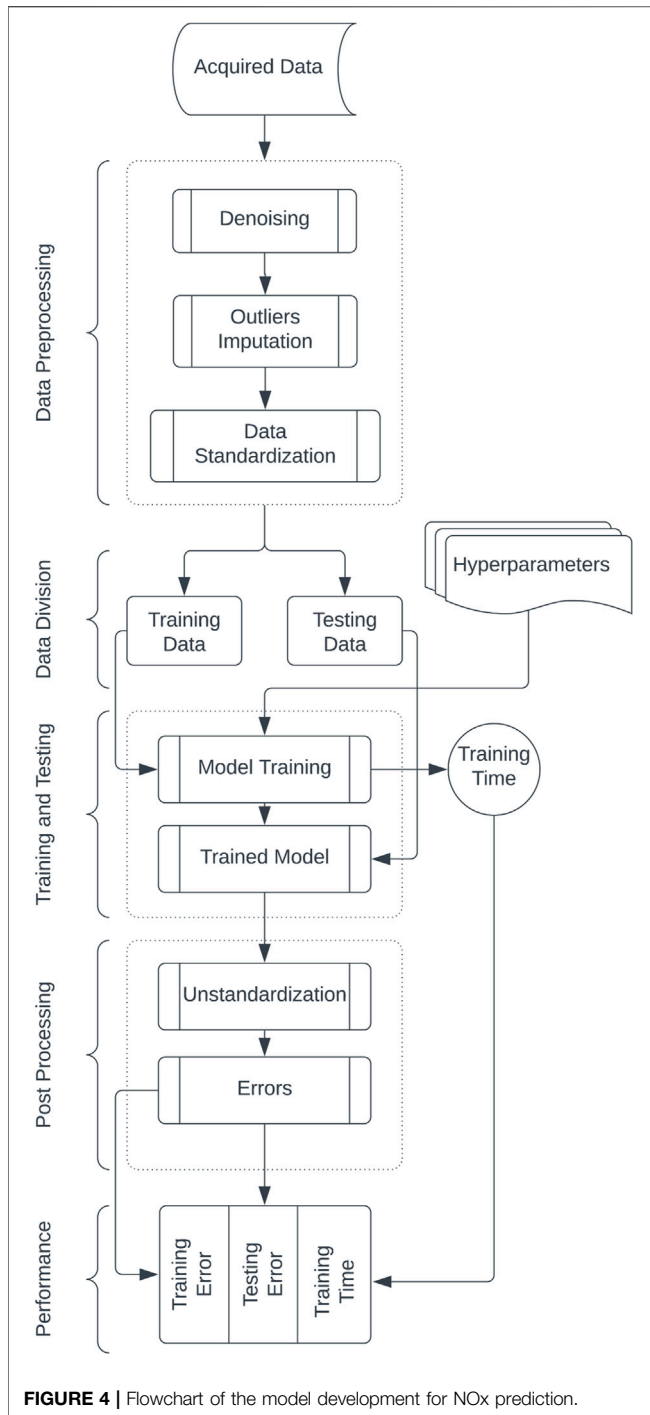 Acquired Data
Data Preprocessing
Denoising
Outliers
Imputation
Data
Standardization
Data Division
Training
Data
Testing
Data
Hyperparameters
Training and Testing
Model Training
Training
Time
Trained Model
Post Processing
Unstandardization
Errors
Performance
Training
Error
Testing
Error
Training
Time
FIGURE 4 | Flowchart of the model development for NOx prediction.